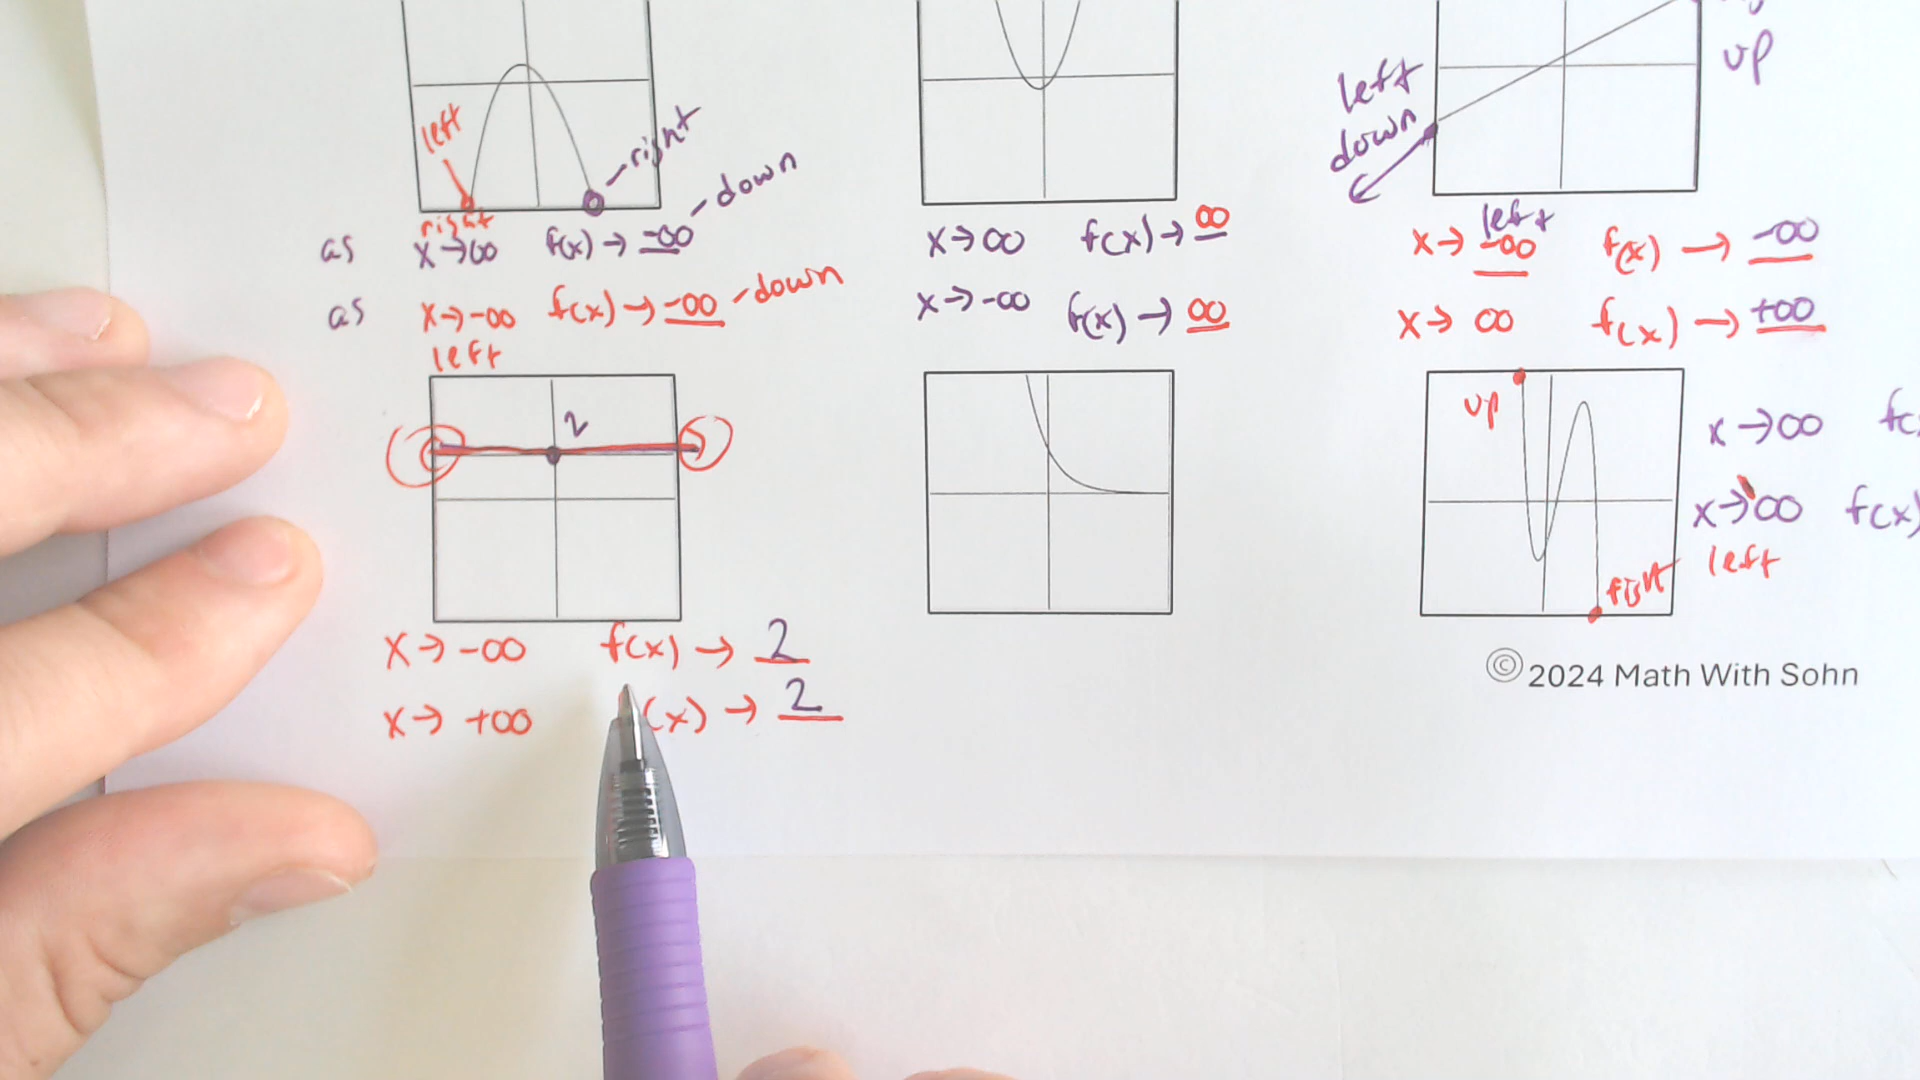 up
left
down
left
right
down
right
as x→∞ f(x)→-∞
as x→-∞ f(x)→-∞ -down
left
x→∞ f(x)→∞
x→-∞ f(x)→∞
left
x→-∞ f(x)→-∞
x→∞ f(x)→+∞
2
x→-∞ f(x)→2
x→+∞ (x)→2
up
x→∞
x→-∞ f(x)
left
right
© 2024 Math With Sohn